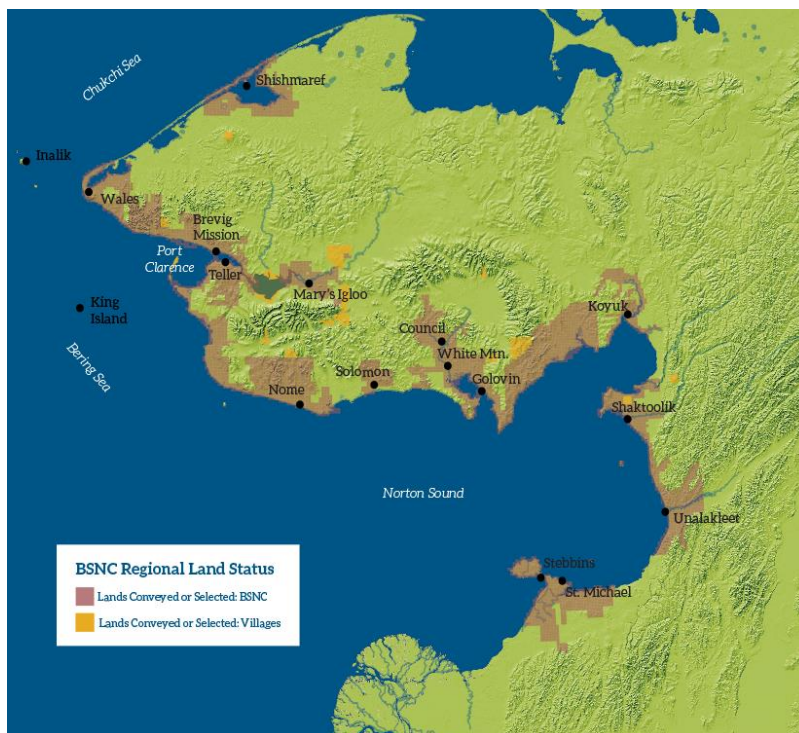 Chukchi Sea
Shishmaref
Inalik
Wales
Brevig
Mission
Port
Clarence
Teller
Mary's Igloo
King
Island
Koyuk
Council
White Mtn.
Bering Sea
Solomon
Golovin
Nome
Shaktoolik
Norton Sound
Unalakleet
Stebbins
St. Michael
BSNC Regional Land Status
Lands Conveyed or Selected: BSNC
Lands Conveyed or Selected: Villages